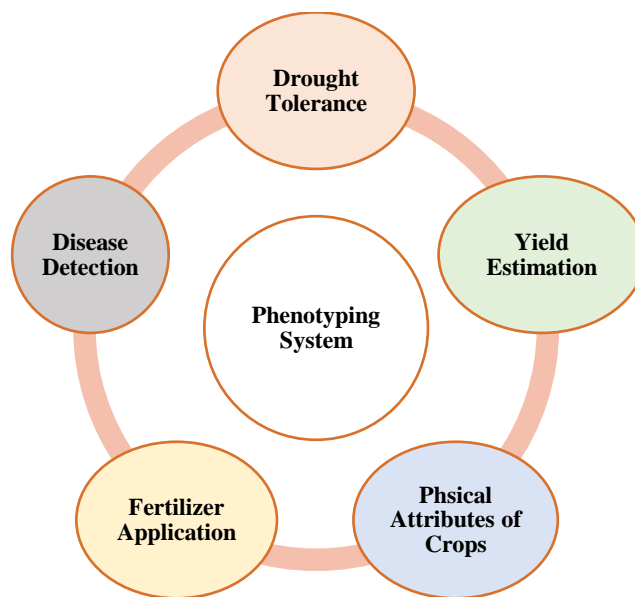 Drought
Tolerance
Disease
Detection
Yield
Estimation
Phenotyping
System
Fertilizer
Application
Phsical
Attributes of
Crops